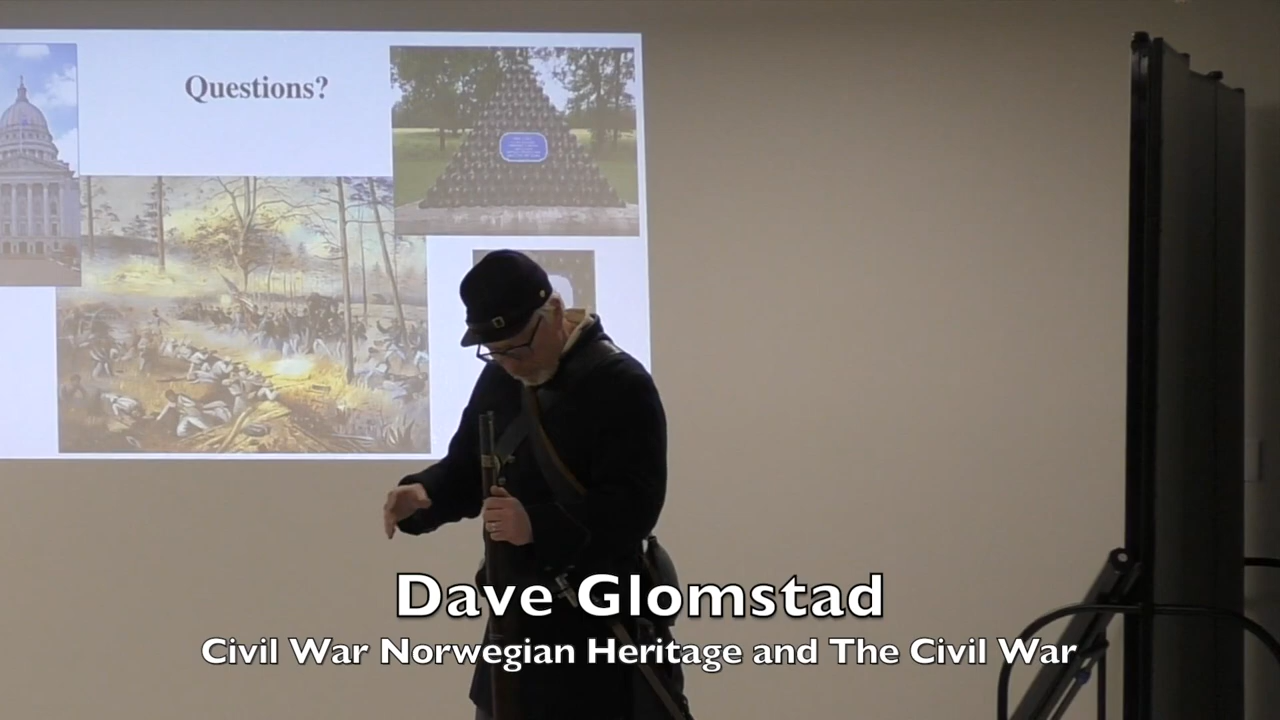 Questions?
Dave Glomstad
Civil War Norwegian Heritage and The Civil War